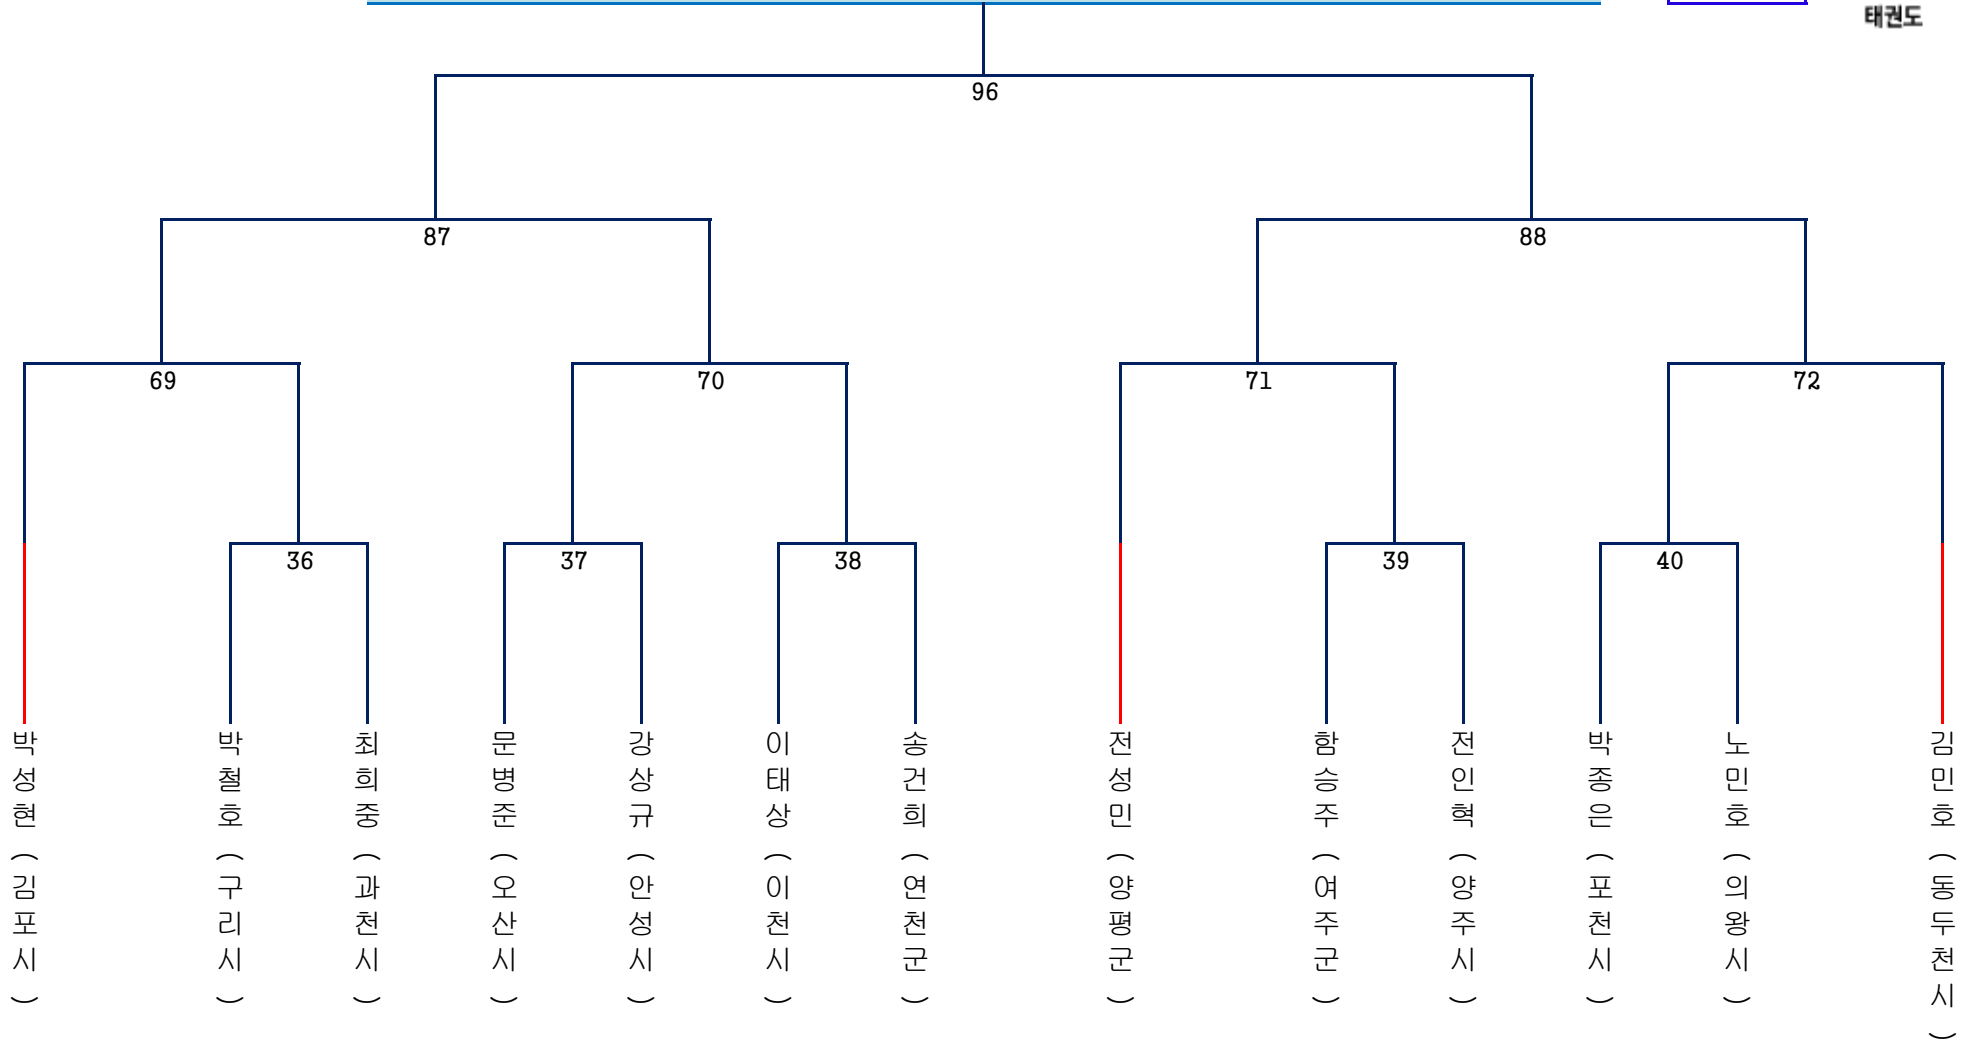 태권도
96
87
88
69
70
71
72
36
37
38
39
40
박성현(김포시)
박철호(구리시)
최희중(과천시)
문병준(오산시)
강상규(안성시)
이태상(이천시)
송건희(연천군)
전성민(양평군)
함승주(여주군)
전인혁(양주시)
박종은(포천시)
노민호(의왕시)
김민호(동두천시)